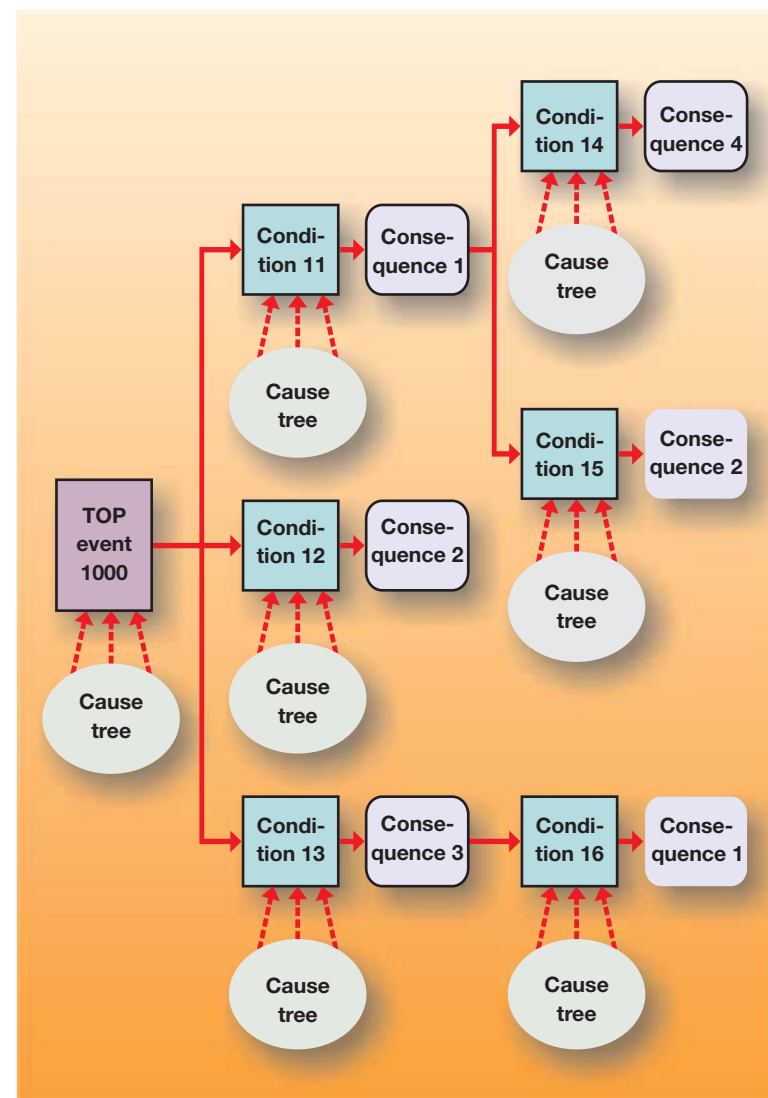 Condi-
tion 14
Conse-
quence 4
Cause
tree
Condi-
tion 11
Conse-
quence 1
Cause
tree
Condi-
tion 15
Conse-
quence 2
Cause
tree
TOP
event
1000
Cause
tree
Condi-
tion 12
Conse-
quence 2
Cause
tree
Condi-
tion 13
Conse-
quence 3
Cause
tree
Condi-
tion 16
Conse-
quence 1
Cause
tree